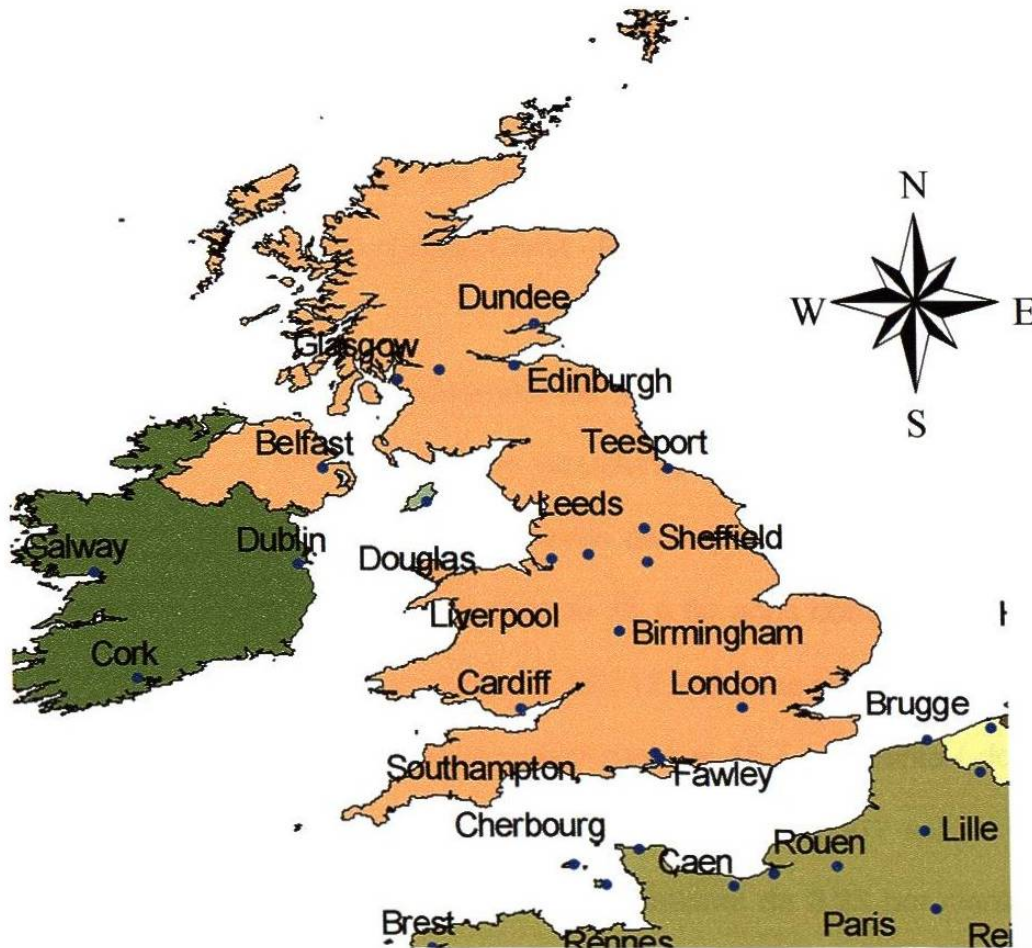 N
W
E
S
Dundee
Glasgow
Edinburgh
Belfast
Teesport
Leeds
Galway
Dublin
Douglas
Sheffield
Liverpool
Birmingham
Cork
Cardiff
London
Brugge
Southampton
Fawley
Cherbourg
Caen
Rouen
Lille
Brest
Rennes
Paris